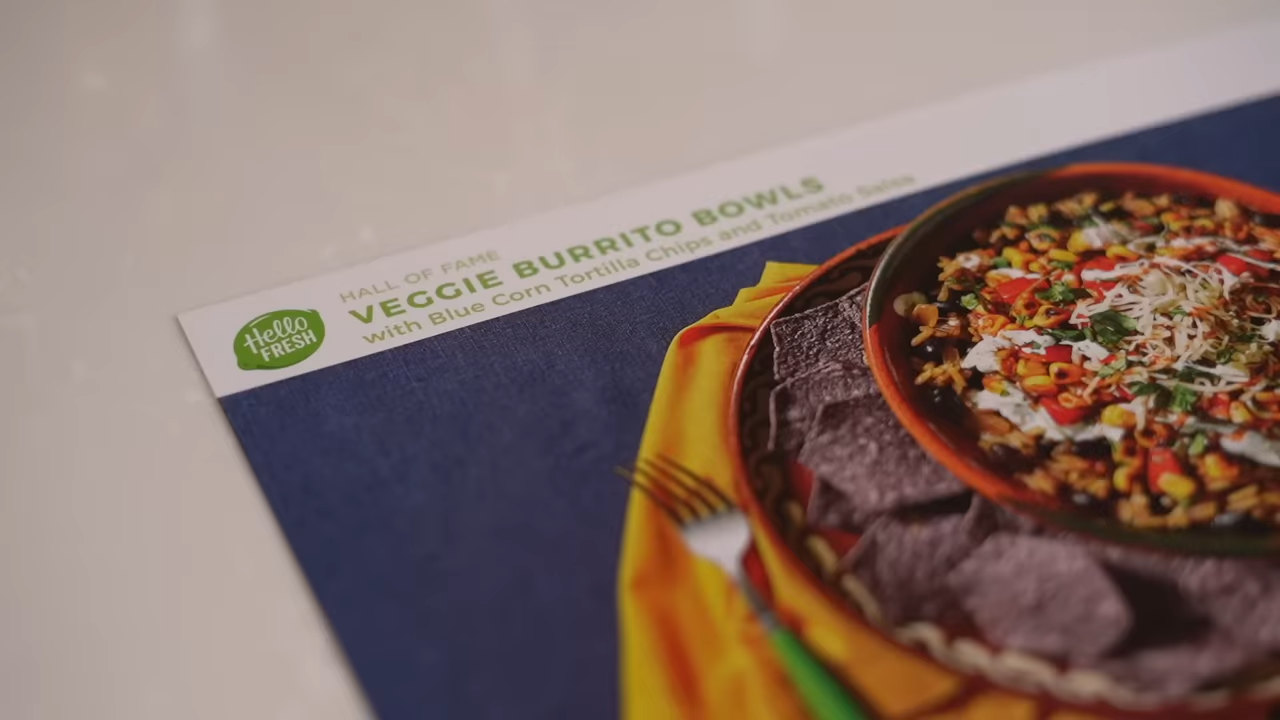 Hello
FRESH
HALL OF FAME
VEGGIE BURRITO BOWLS
with Blue Corn Tortilla Chips and Tomato Salsa